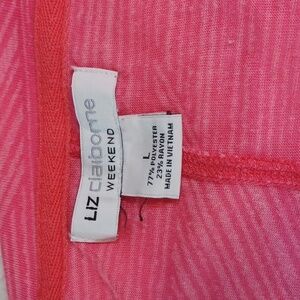 LIZ claiborne
WEEKEND
L
77% POLYESTER
23% RAYON
MADE IN VIETNAM